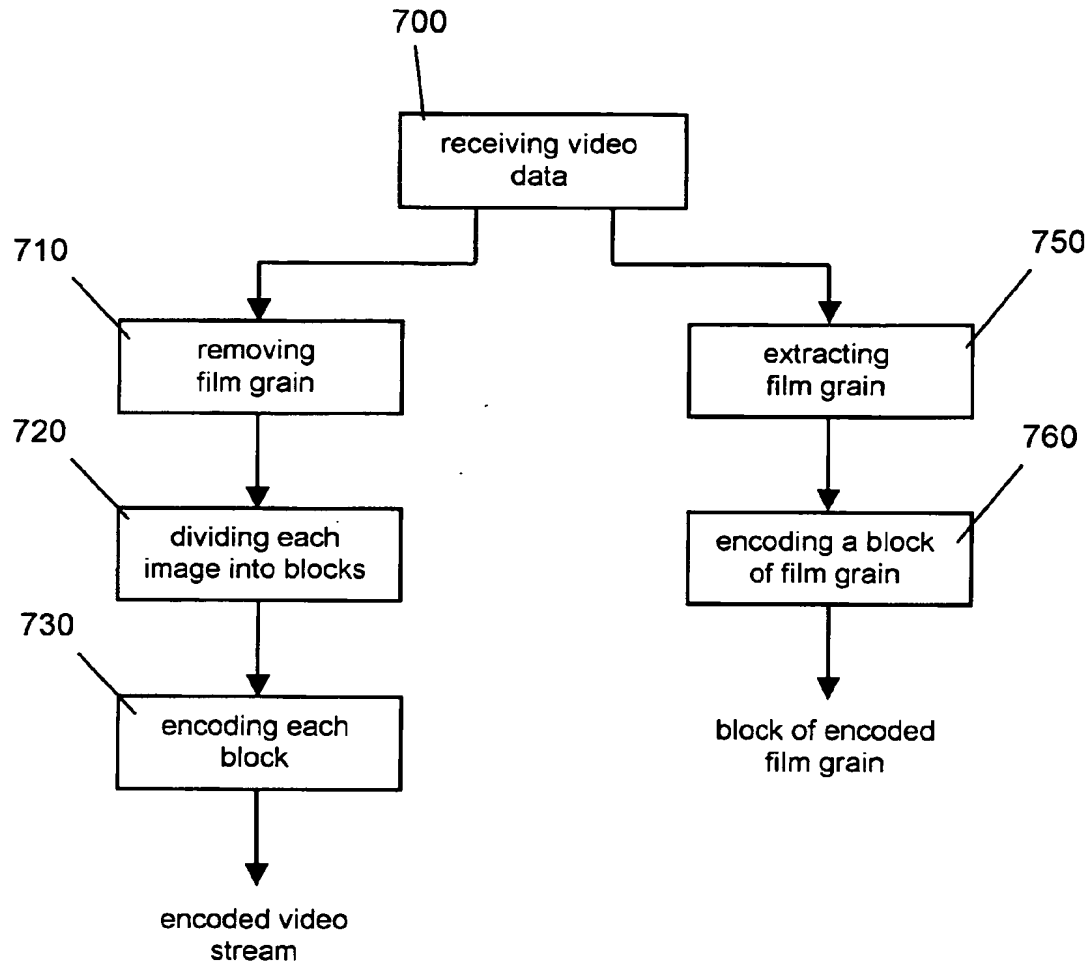 700
receiving video
data
710
removing
film grain
750
extracting
film grain
720
dividing each
image into blocks
760
encoding a block
of film grain
730
encoding each
block
block of encoded
film grain
encoded video
stream